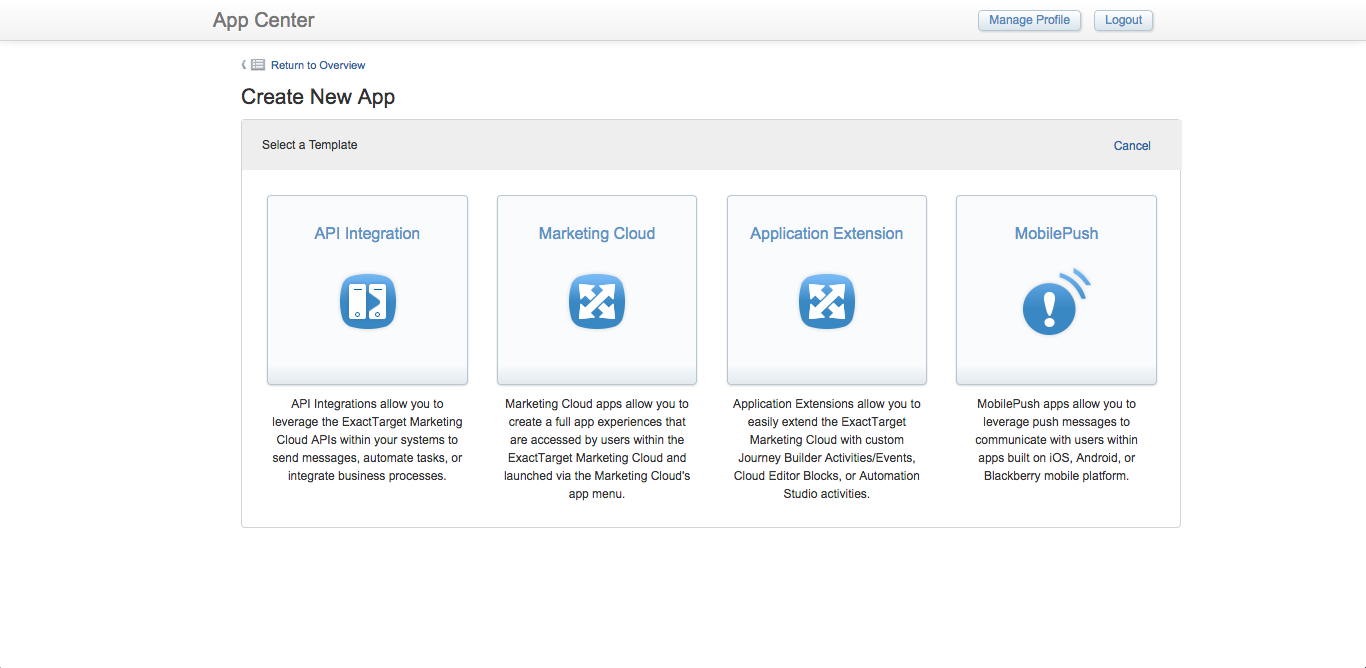 App Center
Manage Profile
Logout
Return to Overview
Create New App
Select a Template
Cancel
API Integration
Marketing Cloud
Application Extension
MobilePush
API Integrations allow you to
leverage the ExactTarget Marketing
Cloud APIs within your systems to
send messages, automate tasks, or
integrate business processes.
Marketing Cloud apps allow you to
create a full app experiences that
are accessed by users within the
ExactTarget Marketing Cloud and
launched via the Marketing Cloud's
app menu.
Application Extensions allow you to
easily extend the ExactTarget
Marketing Cloud with custom
Journey Builder Activities/Events,
Cloud Editor Blocks, or Automation
Studio activities.
MobilePush apps allow you to
leverage push messages to
communicate with users within
apps built on iOS, Android, or
Blackberry mobile platform.